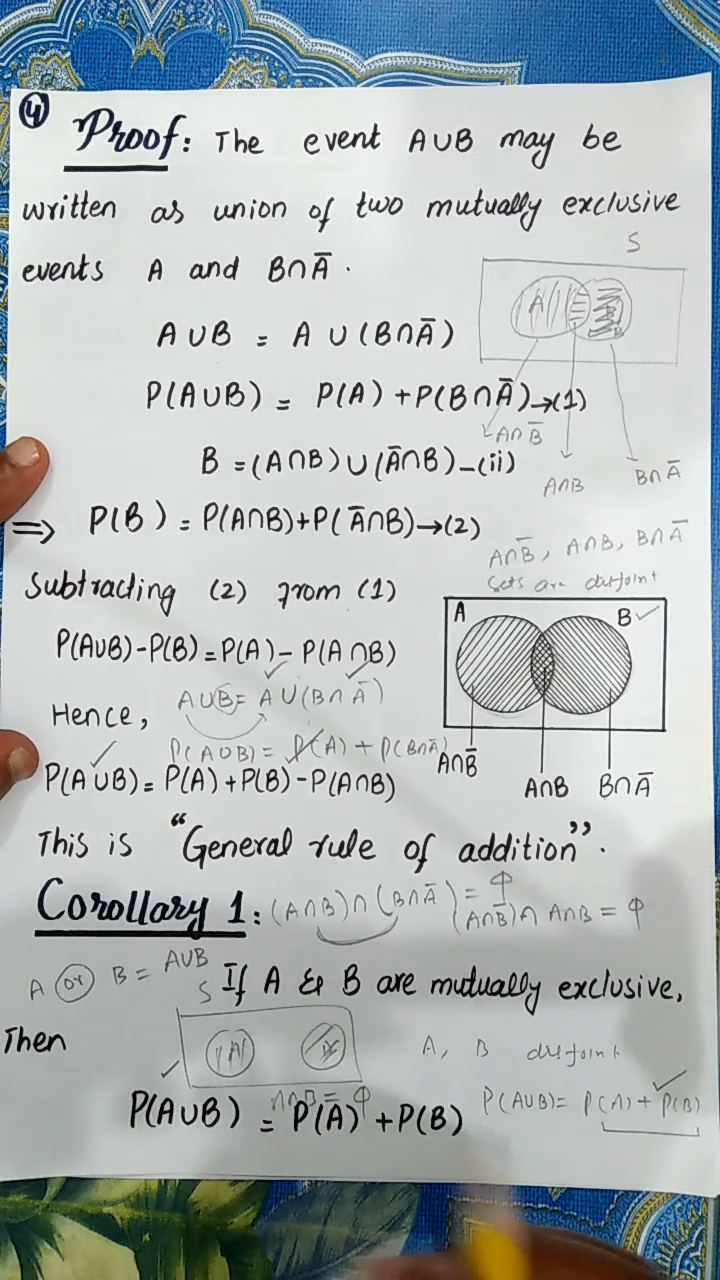 4
Proof: The event A∪B may be
written as union of two mutually exclusive
events A and B∩Ā.
S
A
A∪B = A ∪ (B∩Ā)
P(A∪B) = P(A) + P(B∩Ā) → (1)
A∩B̄
B = (A∩B) ∪ (Ā∩B) – (ii)
A∩B
B∩Ā
⇒ P(B) = P(A∩B) + P(Ā∩B) → (2)
A∩B̄, A∩B, B∩Ā
sets are disjoint
Subtracting (2) from (1)
A B ✓
P(A∪B) - P(B) = P(A) - P(A∩B)
A∪B = A ∪ (B∩Ā)
Hence,
P(A∪B) = P(A) + P(B∩Ā)
A∩B̄
P(A∪B) = P(A) + P(B) - P(A∩B)
A∩B B∩Ā
This is “General rule of addition”.
Corollary 1: (A∩B)∩(B∩Ā) = φ
(A∩B̄)∩ A∩B = φ
A or B = A∪B
S
If A & B are mutually exclusive,
Then
A
A, B disjoint
A∩B = φ
P(A∪B) = P(A) + P(B)
P(A∪B) = P(A) + P(B)